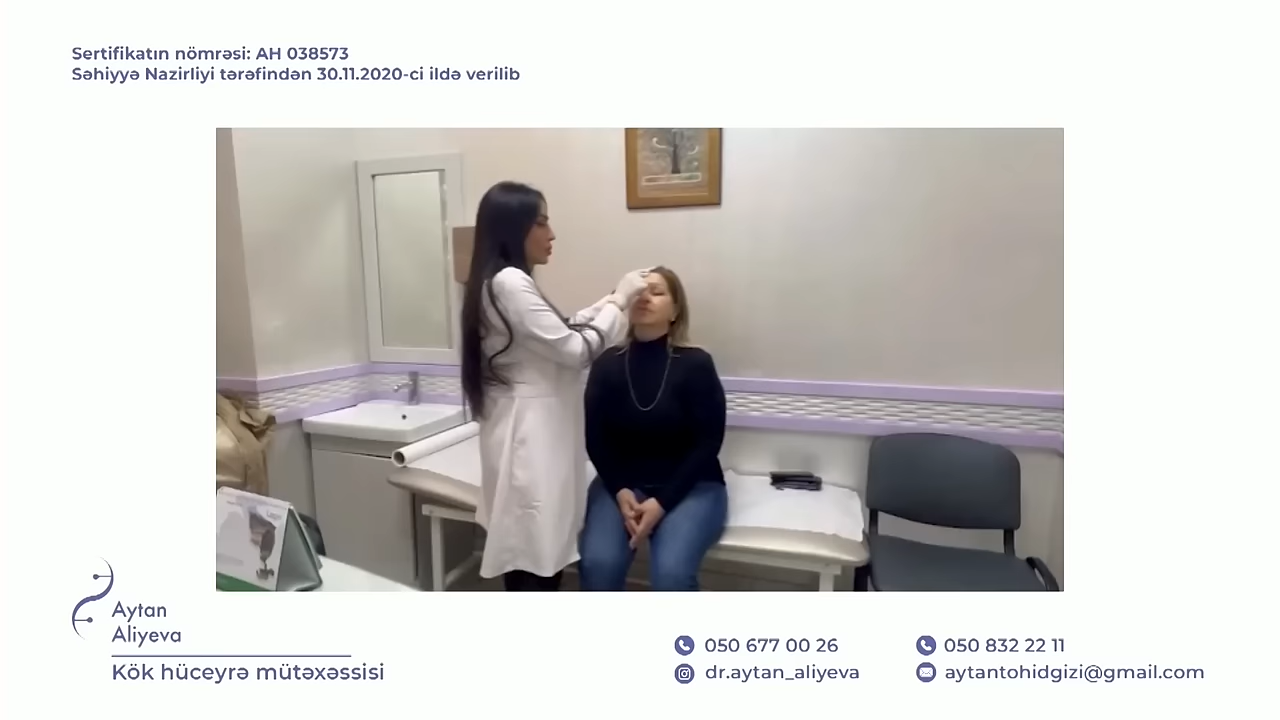 Sertifikatın nömrəsi: AH 038573
Səhiyyə Nazirliyi tərəfindən 30.11.2020-ci ildə verilib
Aytan
Aliyeva
Kök hüceyrə mütəxəssisi
050 677 00 26
050 832 22 11
dr.aytan_aliyeva
aytantohidgizi@gmail.com